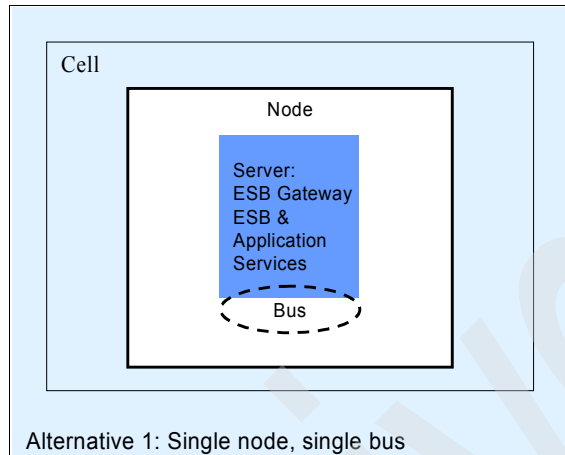 Cell
Node
Server:
ESB Gateway
ESB &
Application
Services
Bus
Alternative 1: Single node, single bus